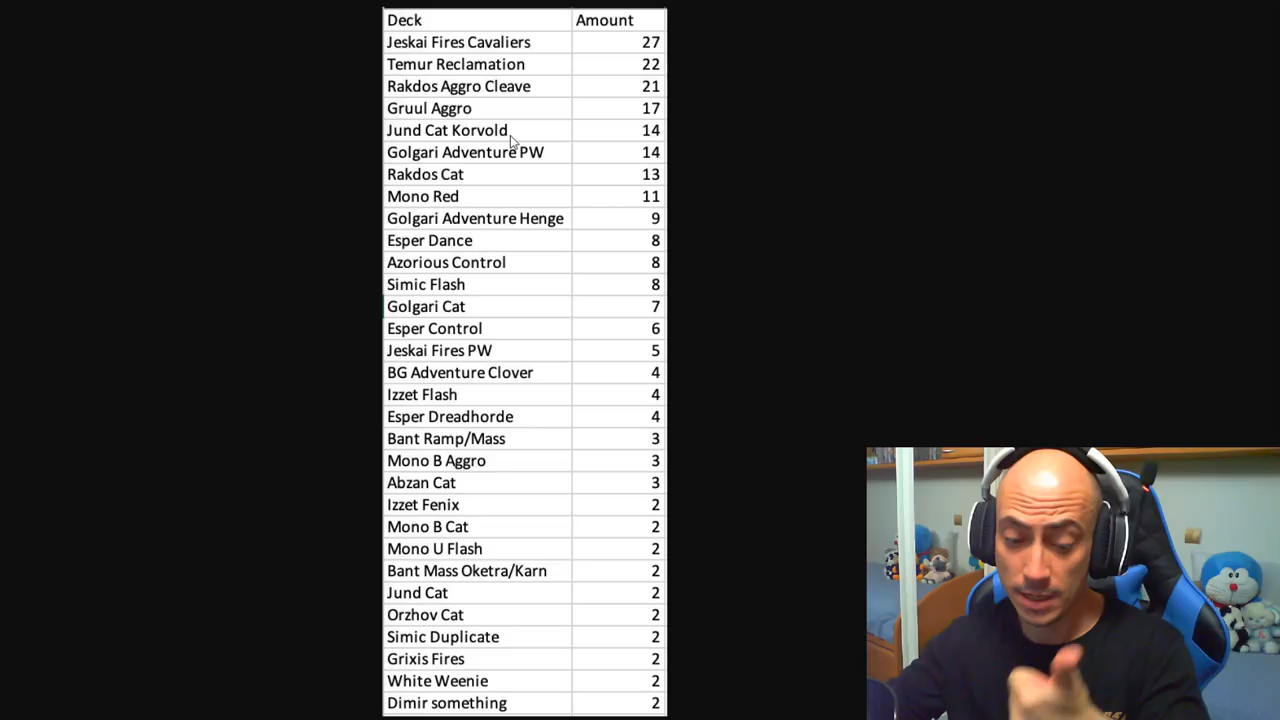 Deck Amount
Jeskai Fires Cavaliers 27
Temur Reclamation 22
Rakdos Aggro Cleave 21
Gruul Aggro 17
Jund Cat Korvold 14
Golgari Adventure PW 14
Rakdos Cat 13
Mono Red 11
Golgari Adventure Henge 9
Esper Dance 8
Azorious Control 8
Simic Flash 8
Golgari Cat 7
Esper Control 6
Jeskai Fires PW 5
BG Adventure Clover 4
Izzet Flash 4
Esper Dreadhorde 4
Bant Ramp/Mass 3
Mono B Aggro 3
Abzan Cat 3
Izzet Fenix 2
Mono B Cat 2
Mono U Flash 2
Bant Mass Oketra/Karn 2
Jund Cat 2
Orzhov Cat 2
Simic Duplicate 2
Grixis Fires 2
White Weenie 2
Dimir something 2